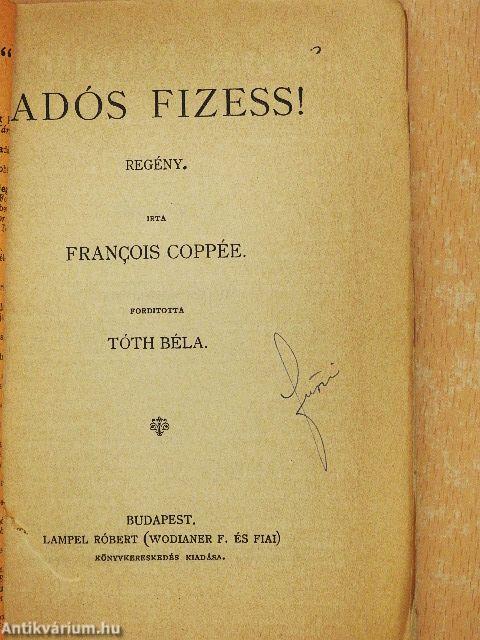 ADÓS FIZESS!
REGÉNY.
IRTA
FRANÇOIS COPPÉE.
FORDITOTTA
TÓTH BÉLA.
BUDAPEST.
LAMPEL RÓBERT (WODIANER F. ÉS FIAI)
KÖNYVKERESKEDÉS KIADÁSA.
Antikvárium.hu